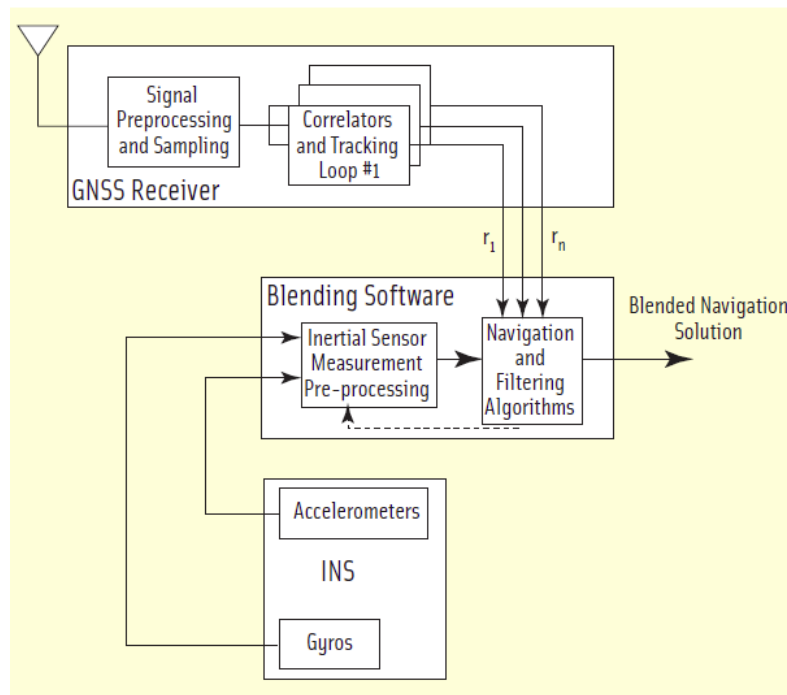 Signal
Preprocessing
and Sampling
Correlators
and Tracking
Loop #1
GNSS Receiver
r1
rn
Blending Software
Blended Navigation
Solution
Inertial Sensor
Measurement
Pre-processing
Navigation
and
Filtering
Algorithms
Accelerometers
INS
Gyros